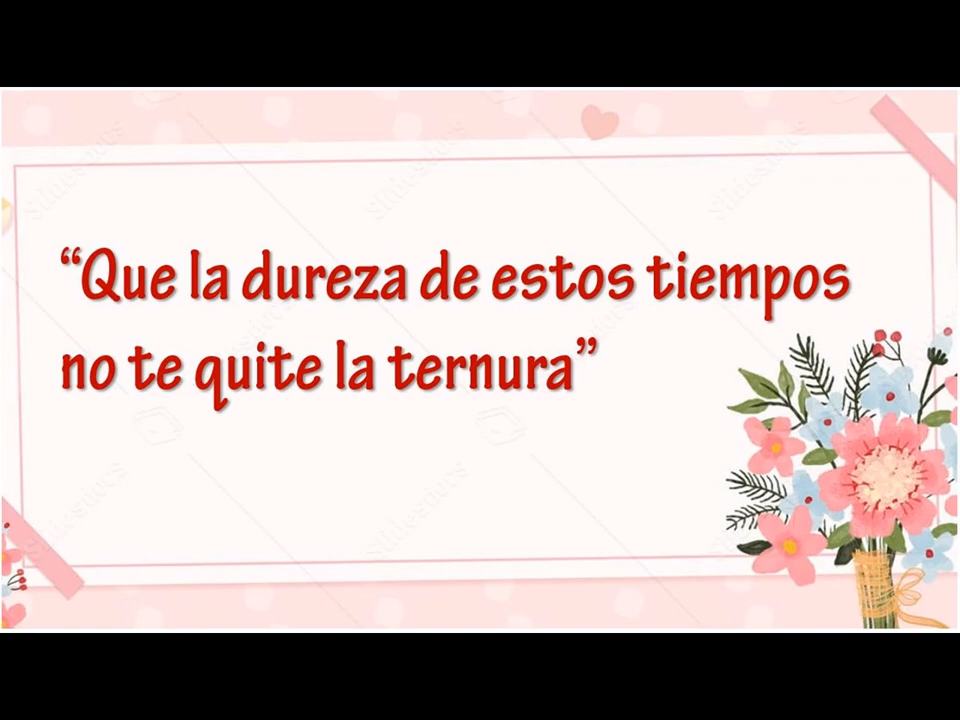 “Que la dureza de estos tiempos
no te quite la ternura”